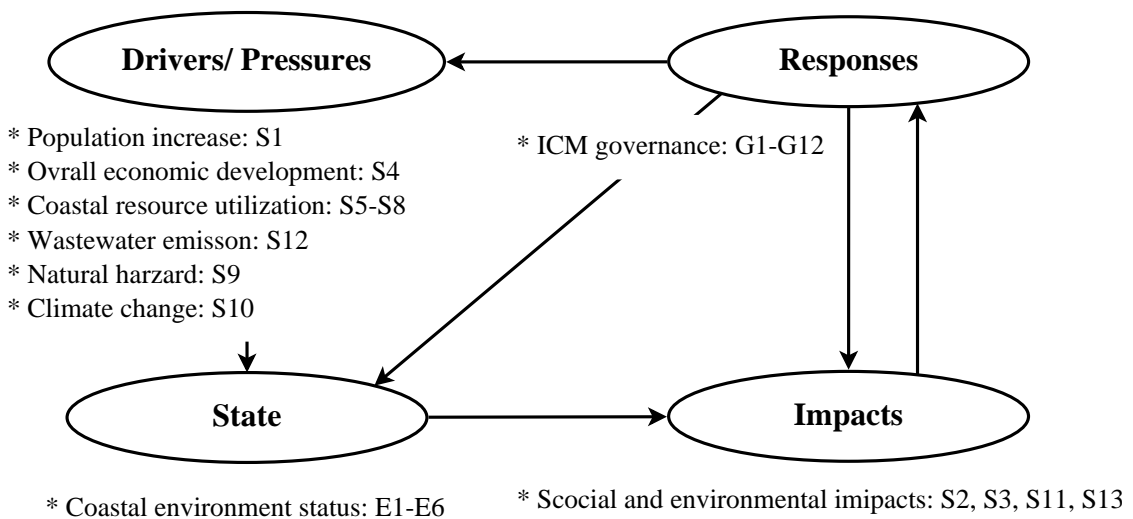 Drivers/ Pressures
Responses
* Population increase: S1
* Ovrall economic development: S4
* Coastal resource utilization: S5-S8
* Wastewater emisson: S12
* Natural harzard: S9
* Climate change: S10
* ICM governance: G1-G12
State
Impacts
* Coastal environment status: E1-E6
* Scocial and environmental imipacts: S2, S3, S11, S13